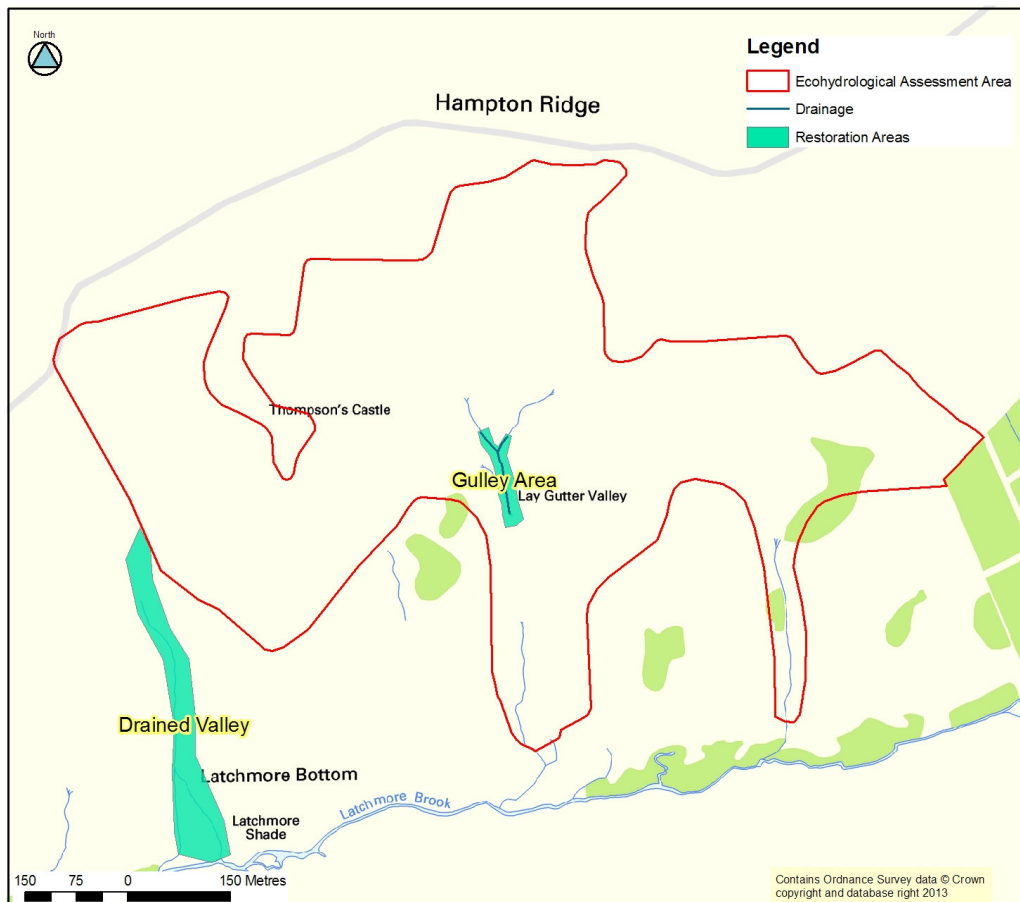 North
Legend
Ecohydrological Assessment Area
Drainage
Restoration Areas
Hampton Ridge
Thompson's Castle
Gulley Area
Lay Gutter Valley
Drained Valley
Latchmore Bottom
Latchmore
Shade
Latchmore Brook
150 75 0 150 Metres
Contains Ordnance Survey data © Crown
copyright and database right 2013